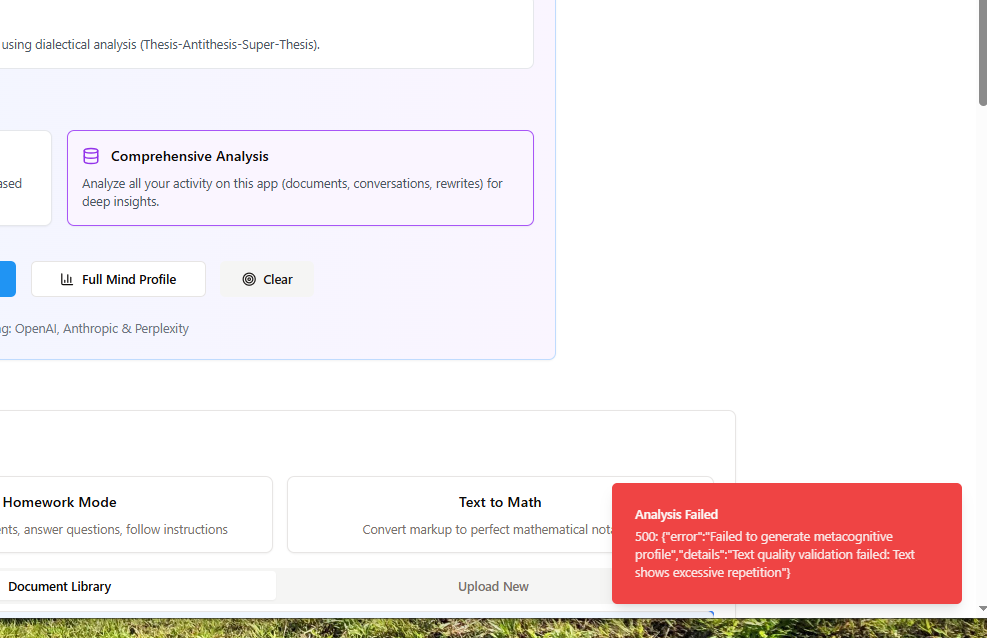 using dialectical analysis (Thesis-Antithesis-Super-Thesis).
Comprehensive Analysis
Analyze all your activity on this app (documents, conversations, rewrites) for
deep insights.
Full Mind Profile
Clear
OpenAI, Anthropic & Perplexity
Homework Mode
answer questions, follow instructions
Text to Math
Convert markup to perfect mathematical
Document Library
Upload New
Analysis Failed
500: {"error":"Failed to generate metacognitive
profile","details":"Text quality validation failed: Text
shows excessive repetition"}